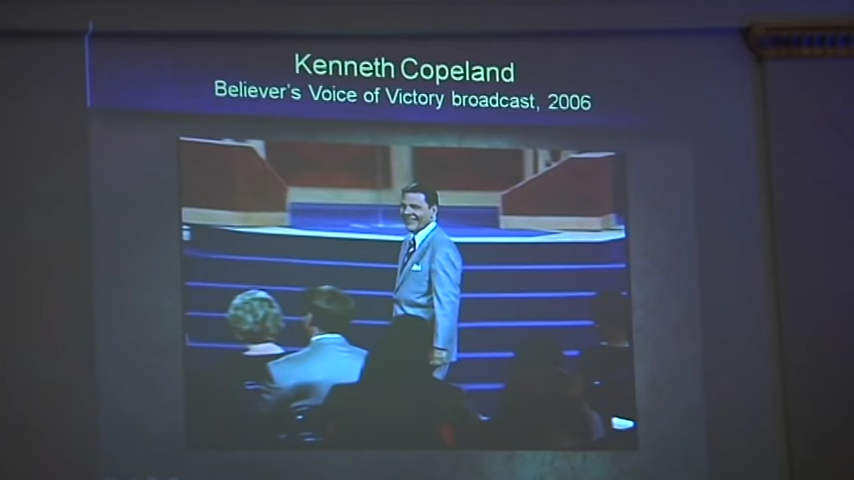 Kenneth Copeland
Believer's Voice of Victory broadcast, 2006